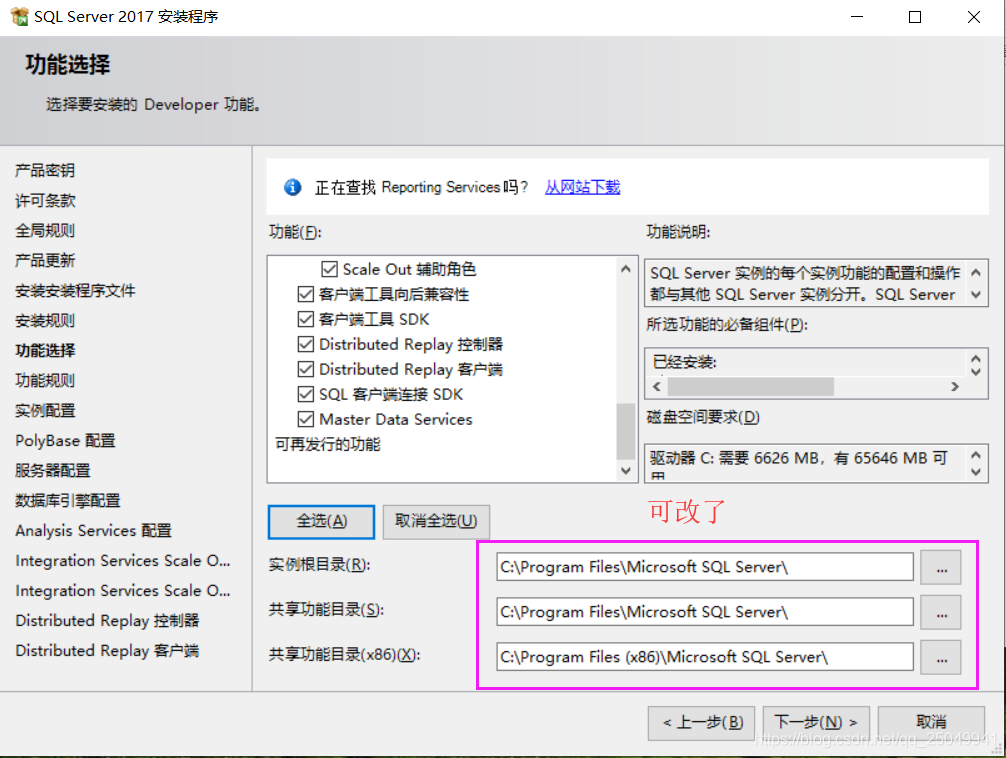 SQL Server 2017 安装程序
功能选择
选择要安装的 Developer 功能。
产品密钥
许可条款
全局规则
产品更新
安装安装程序文件
安装规则
功能选择
功能规则
实例配置
PolyBase 配置
服务器配置
数据库引擎配置
Analysis Services 配置
Integration Services Scale O...
Integration Services Scale O...
Distributed Replay 控制器
Distributed Replay 客户端
正在查找 Reporting Services 吗? 从网站下载
功能(F):
Scale Out 辅助角色
客户端工具向后兼容性
客户端工具 SDK
Distributed Replay 控制器
Distributed Replay 客户端
SQL 客户端连接 SDK
Master Data Services
可再发行的功能
功能说明:
SQL Server 实例的每个实例功能的配置和操作
都与其他 SQL Server 实例分开。SQL Server
所选功能的必备组件(P):
已经安装:
磁盘空间要求(D)
驱动器 C: 需要 6626 MB，有 65646 MB 可
用
全选(A)
取消全选(U)
可改了
实例根目录(R):
C:\Program Files\Microsoft SQL Server\
...
共享功能目录(S):
C:\Program Files\Microsoft SQL Server\
...
共享功能目录(x86)(X):
C:\Program Files (x86)\Microsoft SQL Server\
...
< 上一步(B)
下一步(N) >
取消
https://blog.csdn.net/qq_25049941